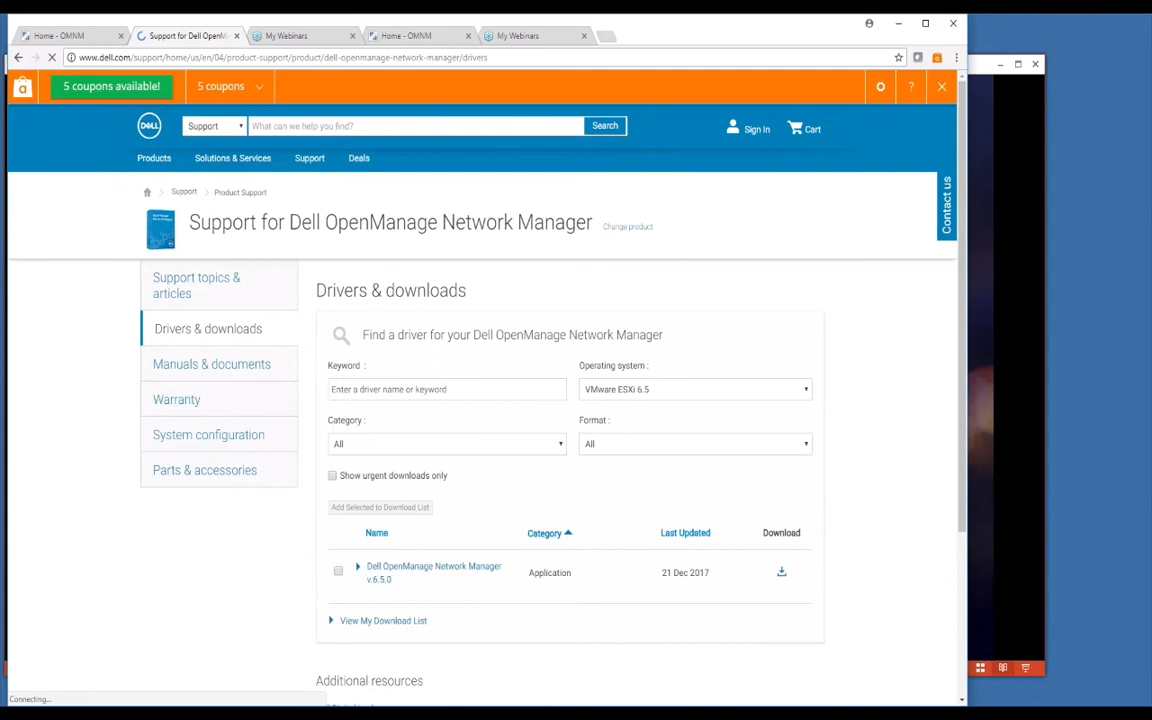 Home - OMNM
Support for Dell OpenMan
My Webinars
Home - OMNM
My Webinars
www.dell.com/support/home/us/en/04/product-support/product/dell-openmanage-network-manager/drivers
a
5 coupons available!
5 coupons
?
DELL
Support
What can we help you find?
Search
Sign In
Cart
Products
Solutions & Services
Support
Deals
Contact us
Support
Product Support
Support for Dell OpenManage Network Manager
Change product
Support topics &
articles
Drivers & downloads
Manuals & documents
Warranty
System configuration
Parts & accessories
Drivers & downloads
Find a driver for your Dell OpenManage Network Manager
Keyword :
Operating system :
Enter a driver name or keyword
VMware ESXi 6.5
Category :
Format :
All
All
Show urgent downloads only
Add Selected to Download List
Name
Category
Last Updated
Download
Dell OpenManage Network Manager
v.6.5.0
Application
21 Dec 2017
View My Download List
Additional resources
Connecting...